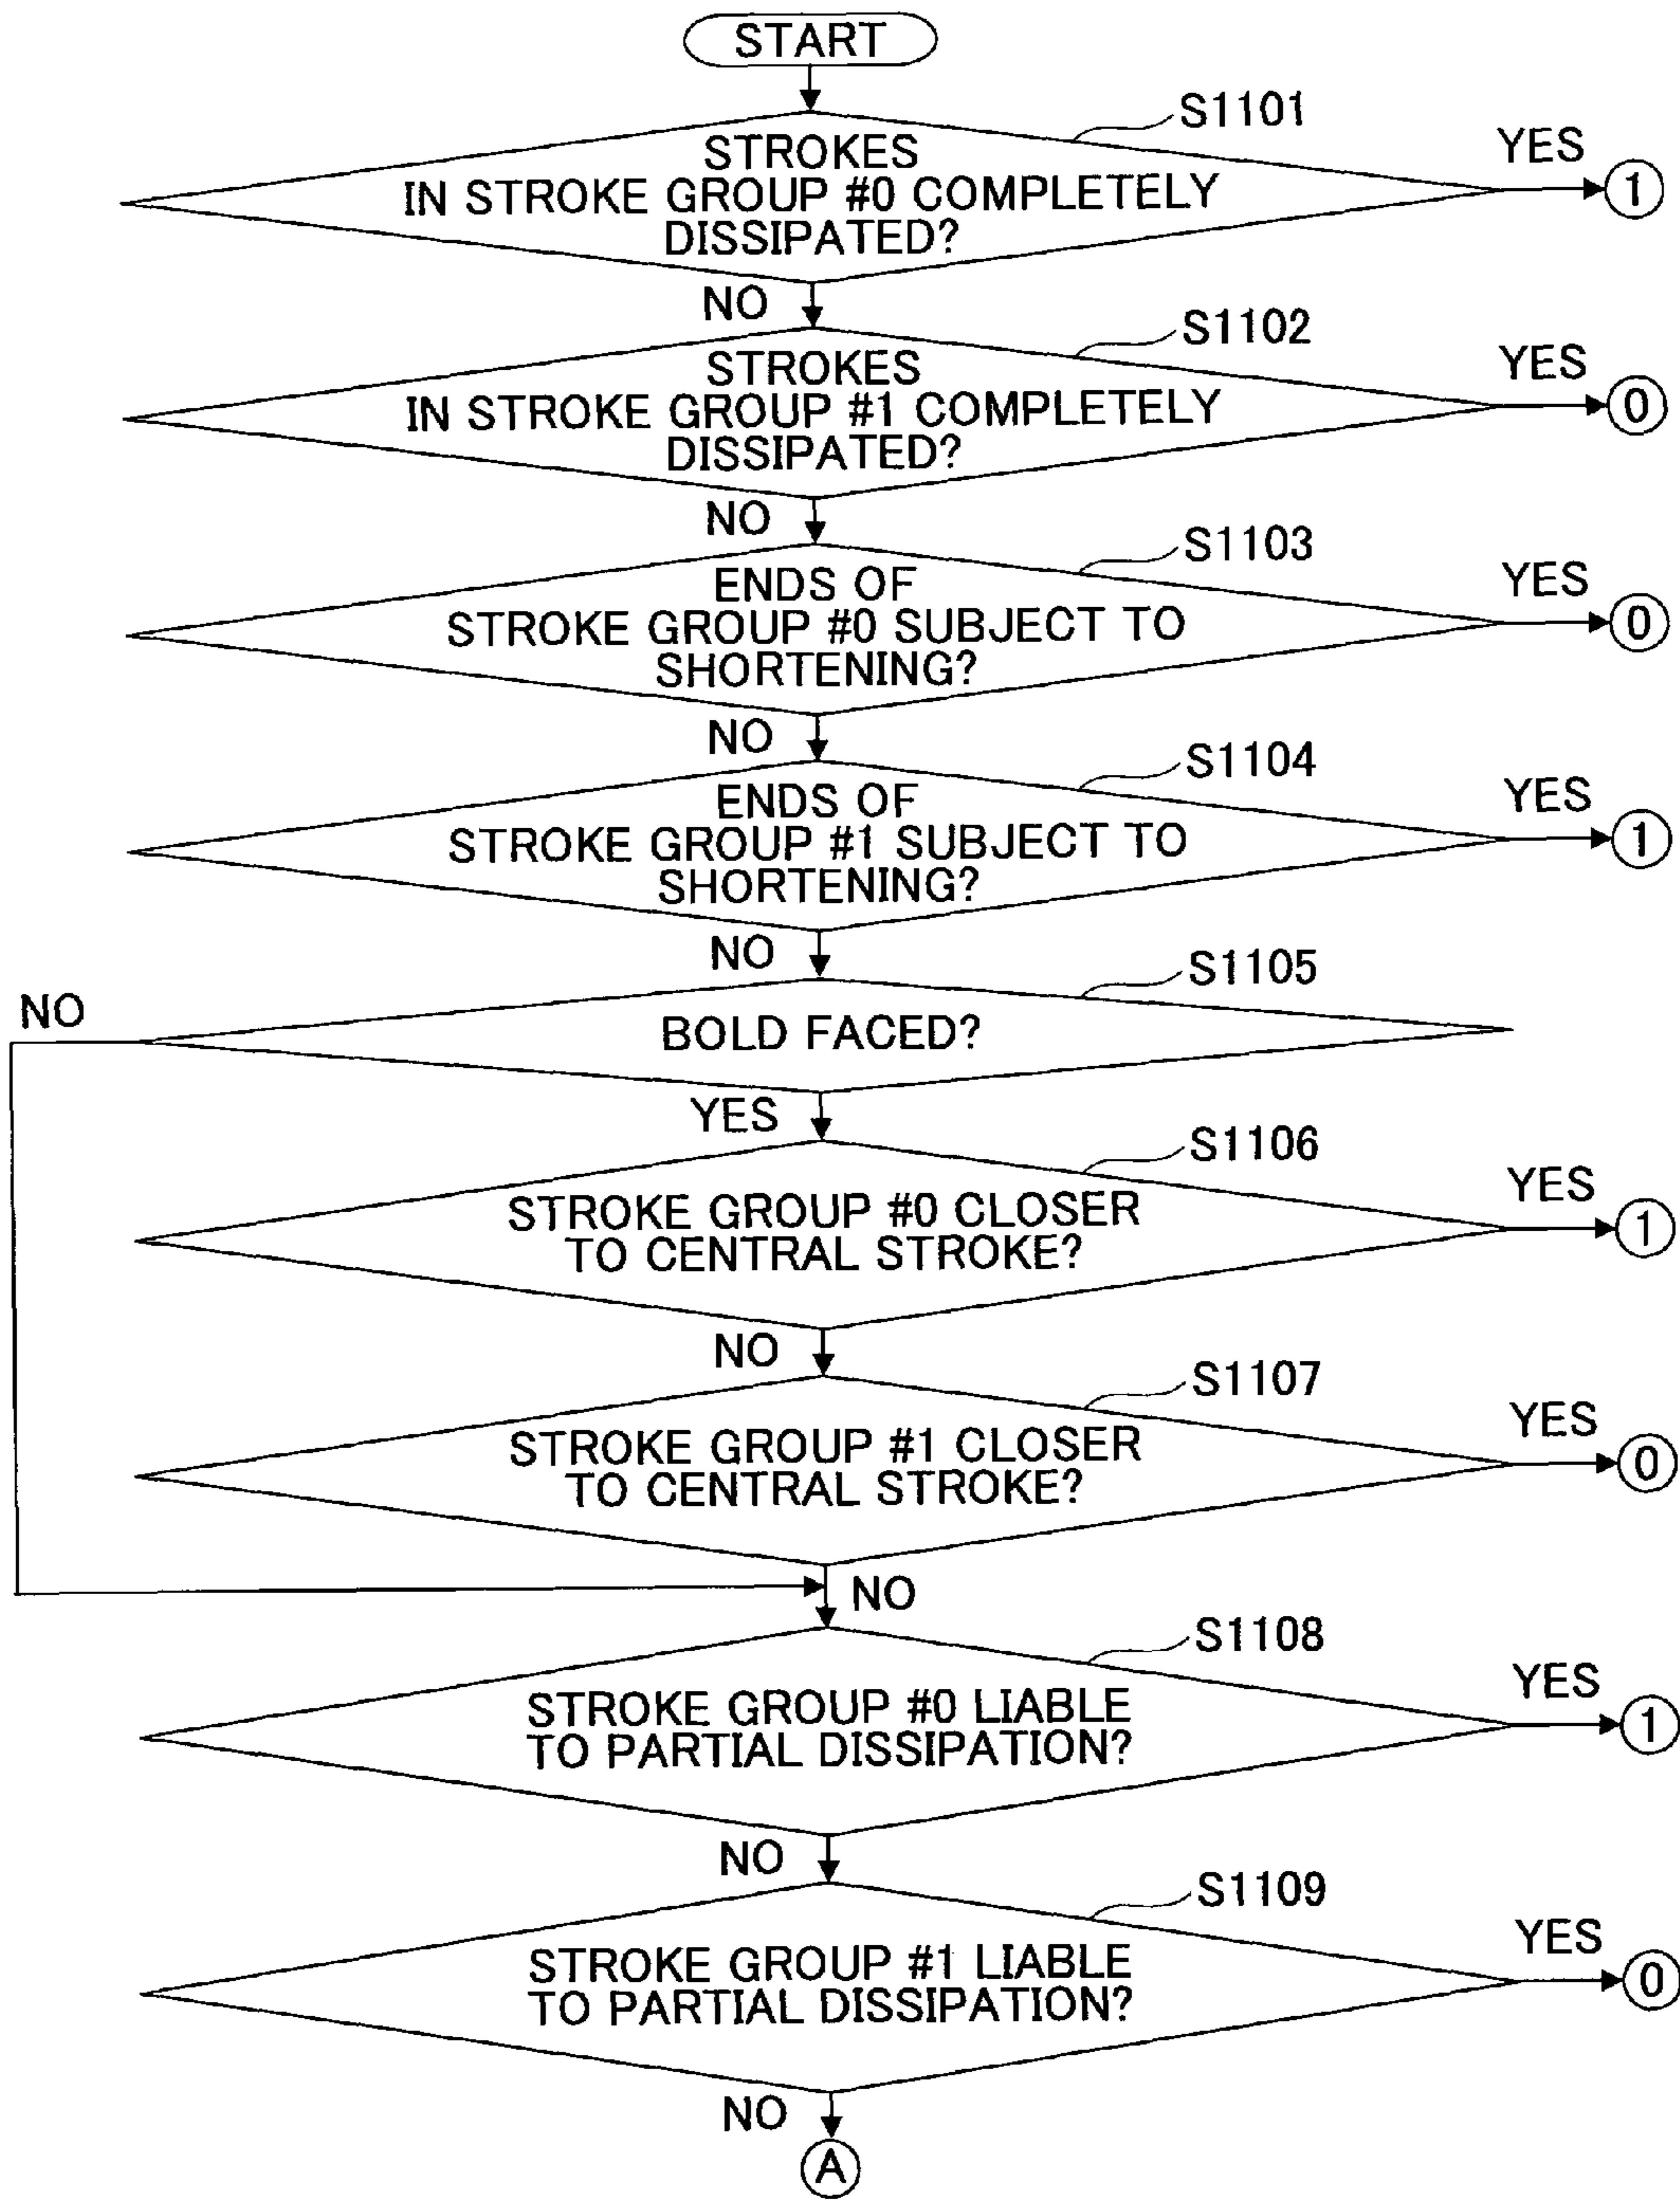 START
S1101
STROKES
IN STROKE GROUP #0 COMPLETELY
DISSIPATED?
YES
1
NO
S1102
STROKES
IN STROKE GROUP #1 COMPLETELY
DISSIPATED?
YES
0
NO
S1103
ENDS OF
STROKE GROUP #0 SUBJECT TO
SHORTENING?
YES
0
NO
S1104
ENDS OF
STROKE GROUP #1 SUBJECT TO
SHORTENING?
YES
1
NO
S1105
NO
BOLD FACED?
YES
S1106
STROKE GROUP #0 CLOSER
TO CENTRAL STROKE?
YES
1
NO
S1107
STROKE GROUP #1 CLOSER
TO CENTRAL STROKE?
YES
0
NO
S1108
STROKE GROUP #0 LIABLE
TO PARTIAL DISSIPATION?
YES
1
NO
S1109
STROKE GROUP #1 LIABLE
TO PARTIAL DISSIPATION?
YES
0
NO
A